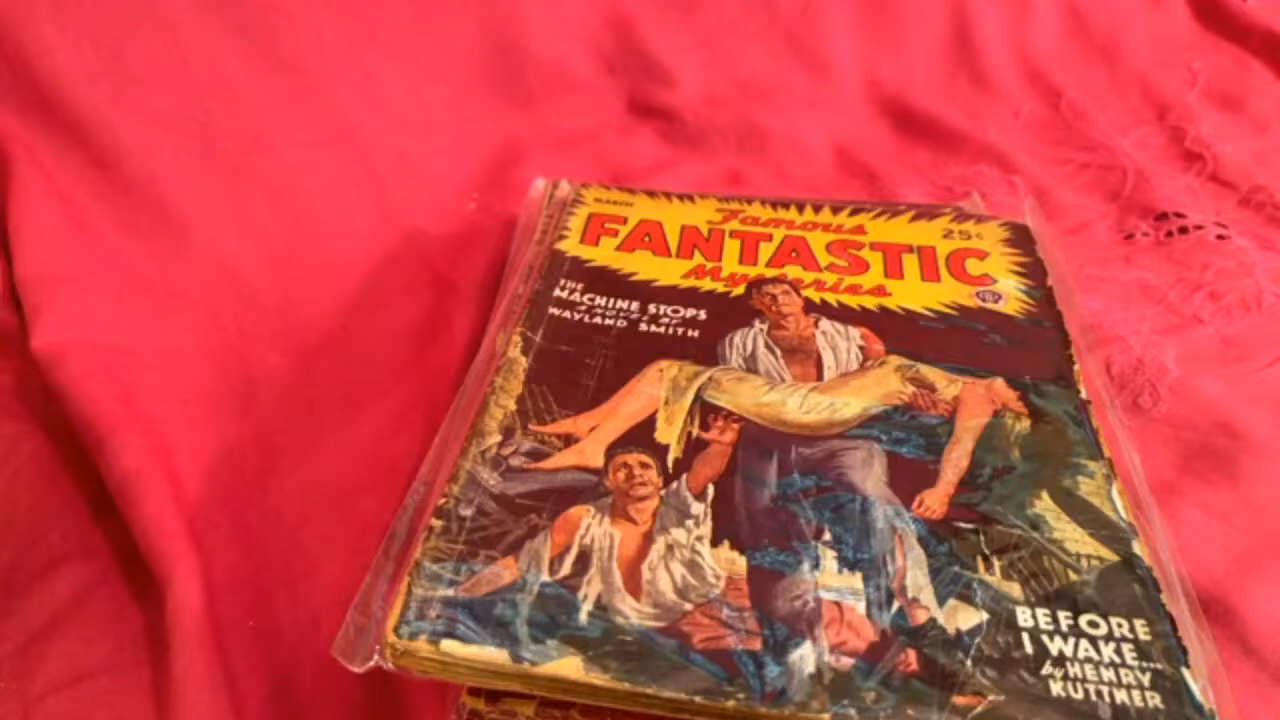 MARCH
Famous
25¢
FANTASTIC
Mysteries
THE
MACHINE STOPS
A NOVEL BY
WAYLAND SMITH
BEFORE
I WAKE...
by HENRY
KUTTNER